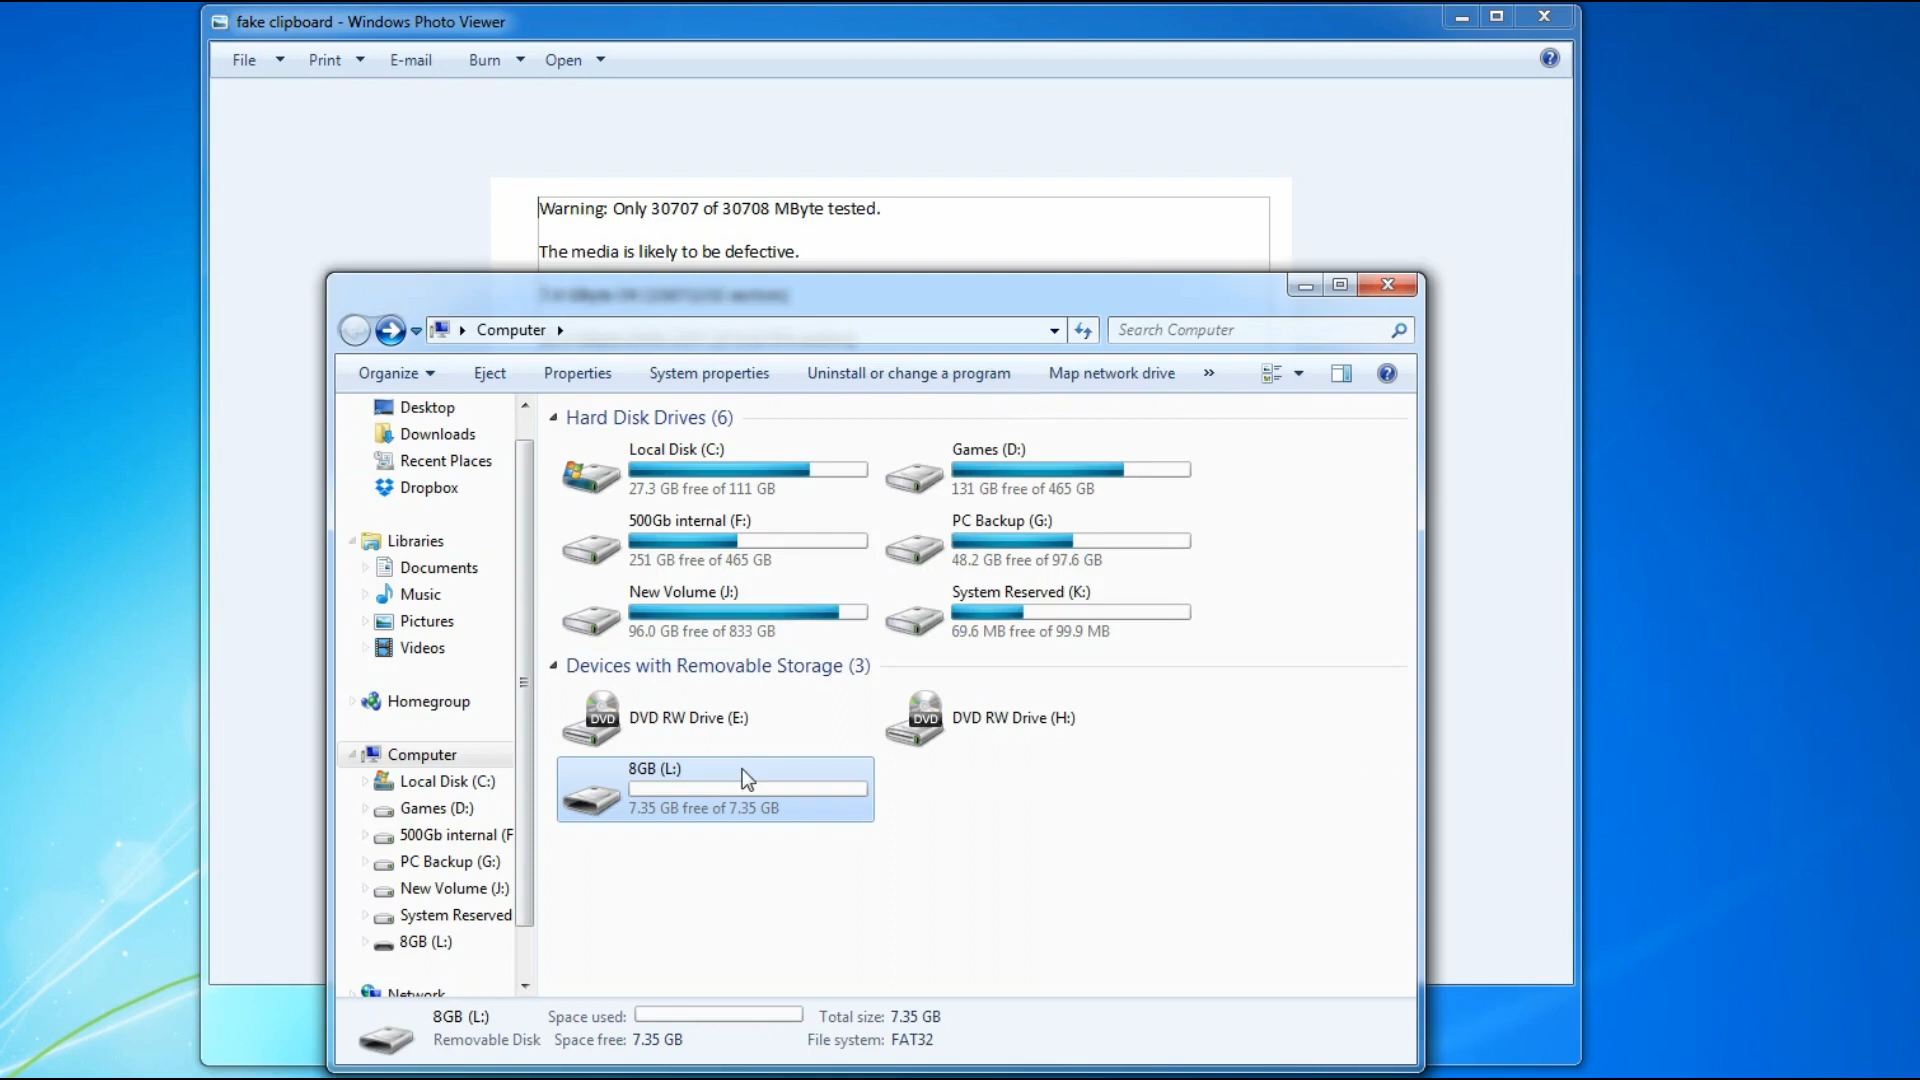 fake clipboard - Windows Photo Viewer
File Print E-mail Burn Open
Warning: Only 30707 of 30708 MByte tested.
The media is likely to be defective.
Computer
Search Computer
Organize Eject Properties System properties Uninstall or change a program Map network drive »
Desktop
Downloads
Recent Places
Dropbox
Libraries
Documents
Music
Pictures
Videos
Homegroup
Computer
Local Disk (C:)
Games (D:)
500Gb internal (F
PC Backup (G:)
New Volume (J:)
System Reserved
8GB (L:)
Network
Hard Disk Drives (6)
Local Disk (C:)
27.3 GB free of 111 GB
Games (D:)
131 GB free of 465 GB
500Gb internal (F:)
251 GB free of 465 GB
PC Backup (G:)
48.2 GB free of 97.6 GB
New Volume (J:)
96.0 GB free of 833 GB
System Reserved (K:)
69.6 MB free of 99.9 MB
Devices with Removable Storage (3)
DVD
DVD RW Drive (E:)
DVD
DVD RW Drive (H:)
8GB (L:)
7.35 GB free of 7.35 GB
8GB (L:) Space used: Total size: 7.35 GB
Removable Disk Space free: 7.35 GB File system: FAT32